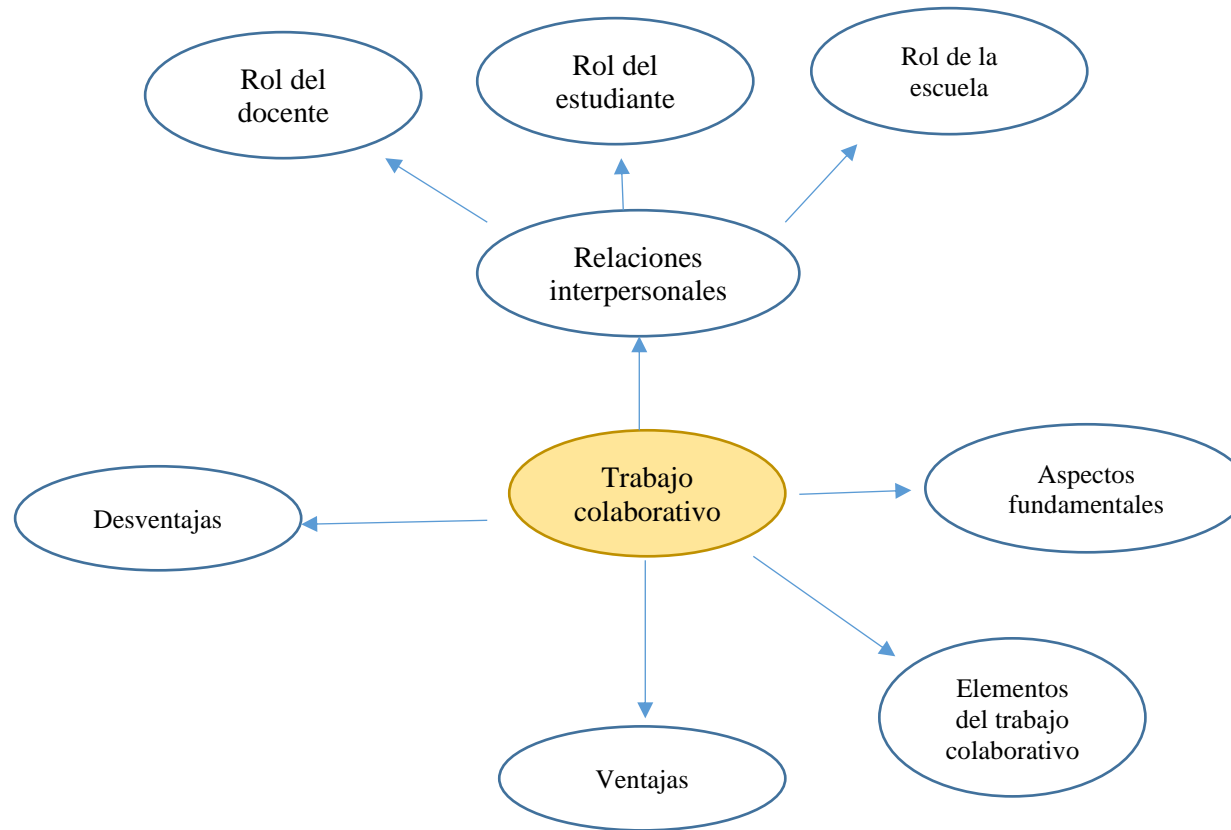 Rol del
docente
Rol del
estudiante
Rol de la
escuela
Relaciones
interpersonales
Trabajo
colaborativo
Aspectos
fundamentales
Desventajas
Elementos
del trabajo
colaborativo
Ventajas